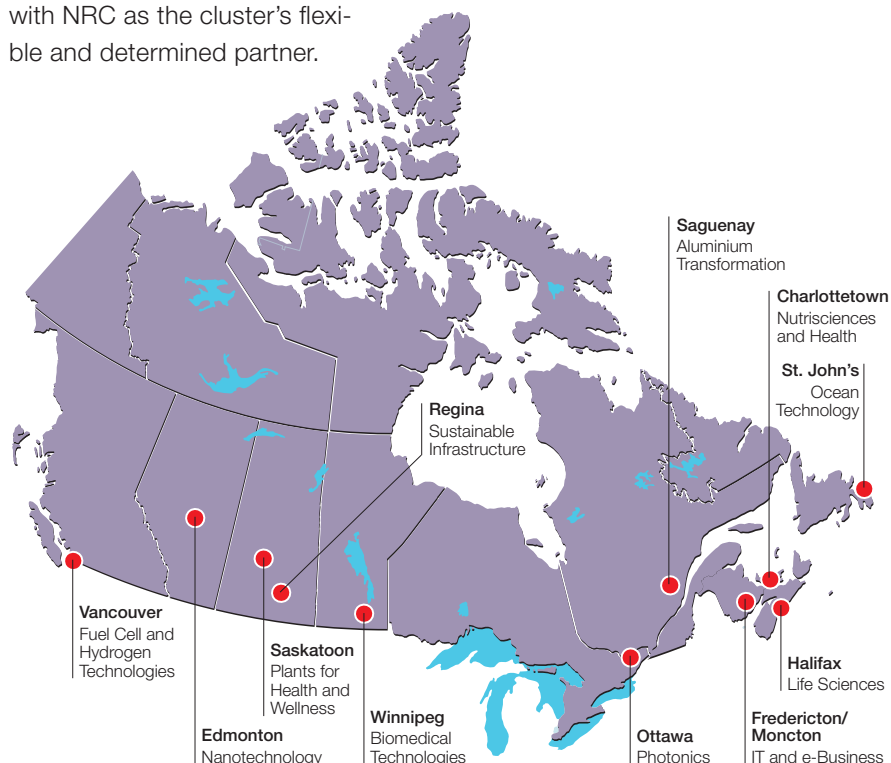 with NRC as the cluster’s flexi-
ble and determined partner.
Saguenay
Aluminium
Transformation
Charlottetown
Nutrisciences
and Health
St. John’s
Ocean
Technology
Regina
Sustainable
Infrastructure
Vancouver
Fuel Cell and
Hydrogen
Technologies
Saskatoon
Plants for
Health and
Wellness
Edmonton
Nanotechnology
Winnipeg
Biomedical
Technologies
Ottawa
Photonics
Halifax
Life Sciences
Fredericton/
Moncton
IT and e-Business